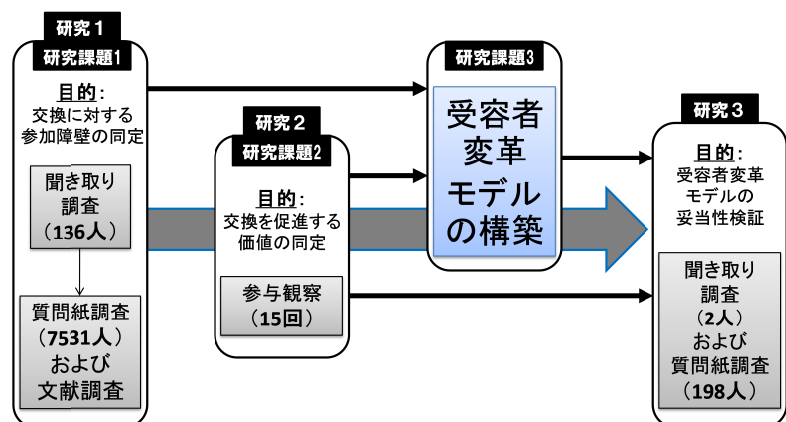 研究1
研究課題1
目的:
交換に対する
参加障壁の同定
聞き取り
調査
(136人)
質問紙調査
(7531人)
および
文献調査
研究2
研究課題2
目的:
交換を促進する
価値の同定
参与観察
(15回)
研究課題3
受容者
変革
モデル
の構築
研究3
目的:
受容者変革
モデルの
妥当性検証
聞き取り
調査
(2人)
および
質問紙調査
(198人)